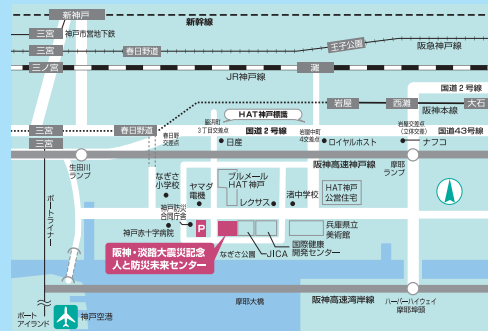 新神戸
新幹線
三宮
神戸市営地下鉄
三宮
春日野道
王子公園
阪急神戸線
三ノ宮
JR神戸線
灘
国道2号線
岩屋
西灘
大石
阪神本線
HAT神戸標識
三宮
春日野道
春日野
交差点
脇浜町
3丁目交差点
国道2号線
岩屋中町
4交差点
岩屋交差点
(立体交差)
国道43号線
三宮
日産
ロイヤルホスト
ナフコ
生田川
ランプ
阪神高速神戸線
摩耶
ランプ
なぎさ
小学校
ヤマダ
電機
ブルメール
HAT神戸
渚中学校
HAT神戸
公営住宅
レクサス
神戸防災
合同庁舎
神戸赤十字病院
P
兵庫県立
美術館
国際健康
開発センター
JICA
なぎさ公園
阪神・淡路大震災記念
人と防災未来センター
ポートライナー
摩耶大橋
阪神高速湾岸線
ハーバーハイウェイ
摩耶埠頭
ポート
アイランド
神戸空港